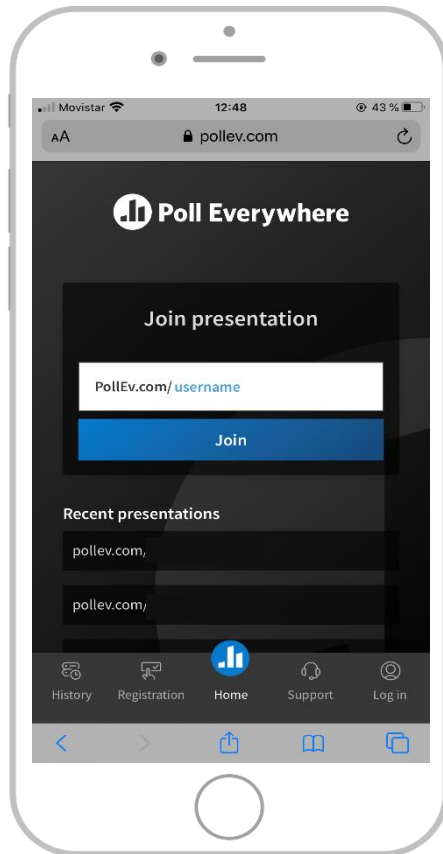 Movistar 12:48 43 %
AA pollev.com
Poll Everywhere
Join presentation
PollEv.com/username
Join
Recent presentations
pollev.com/
pollev.com/
History Registration Home Support Log in